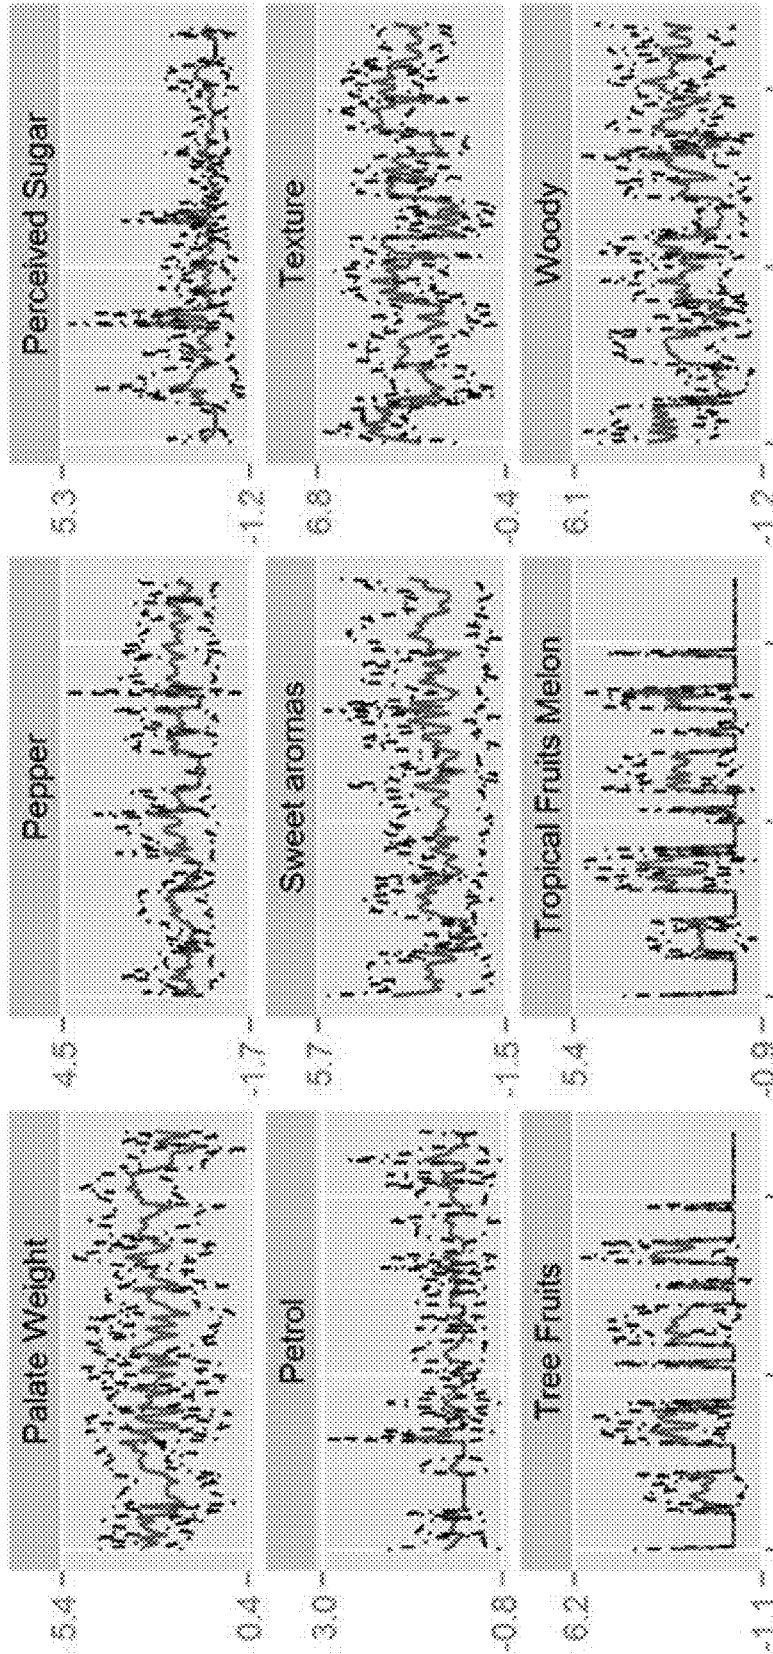 Palate Weight
Pepper
Perceived Sugar
-5.4
-4.5
-5.3
-0.4
-1.7
-1.2
Petrol
Sweet aromas
Texture
-3.0
-5.7
-6.8
-0.8
-1.5
-0.4
Tree Fruits
Tropical Fruits Melon
Woody
-6.2
-5.4
-6.1
-1.1
-0.9
-1.2